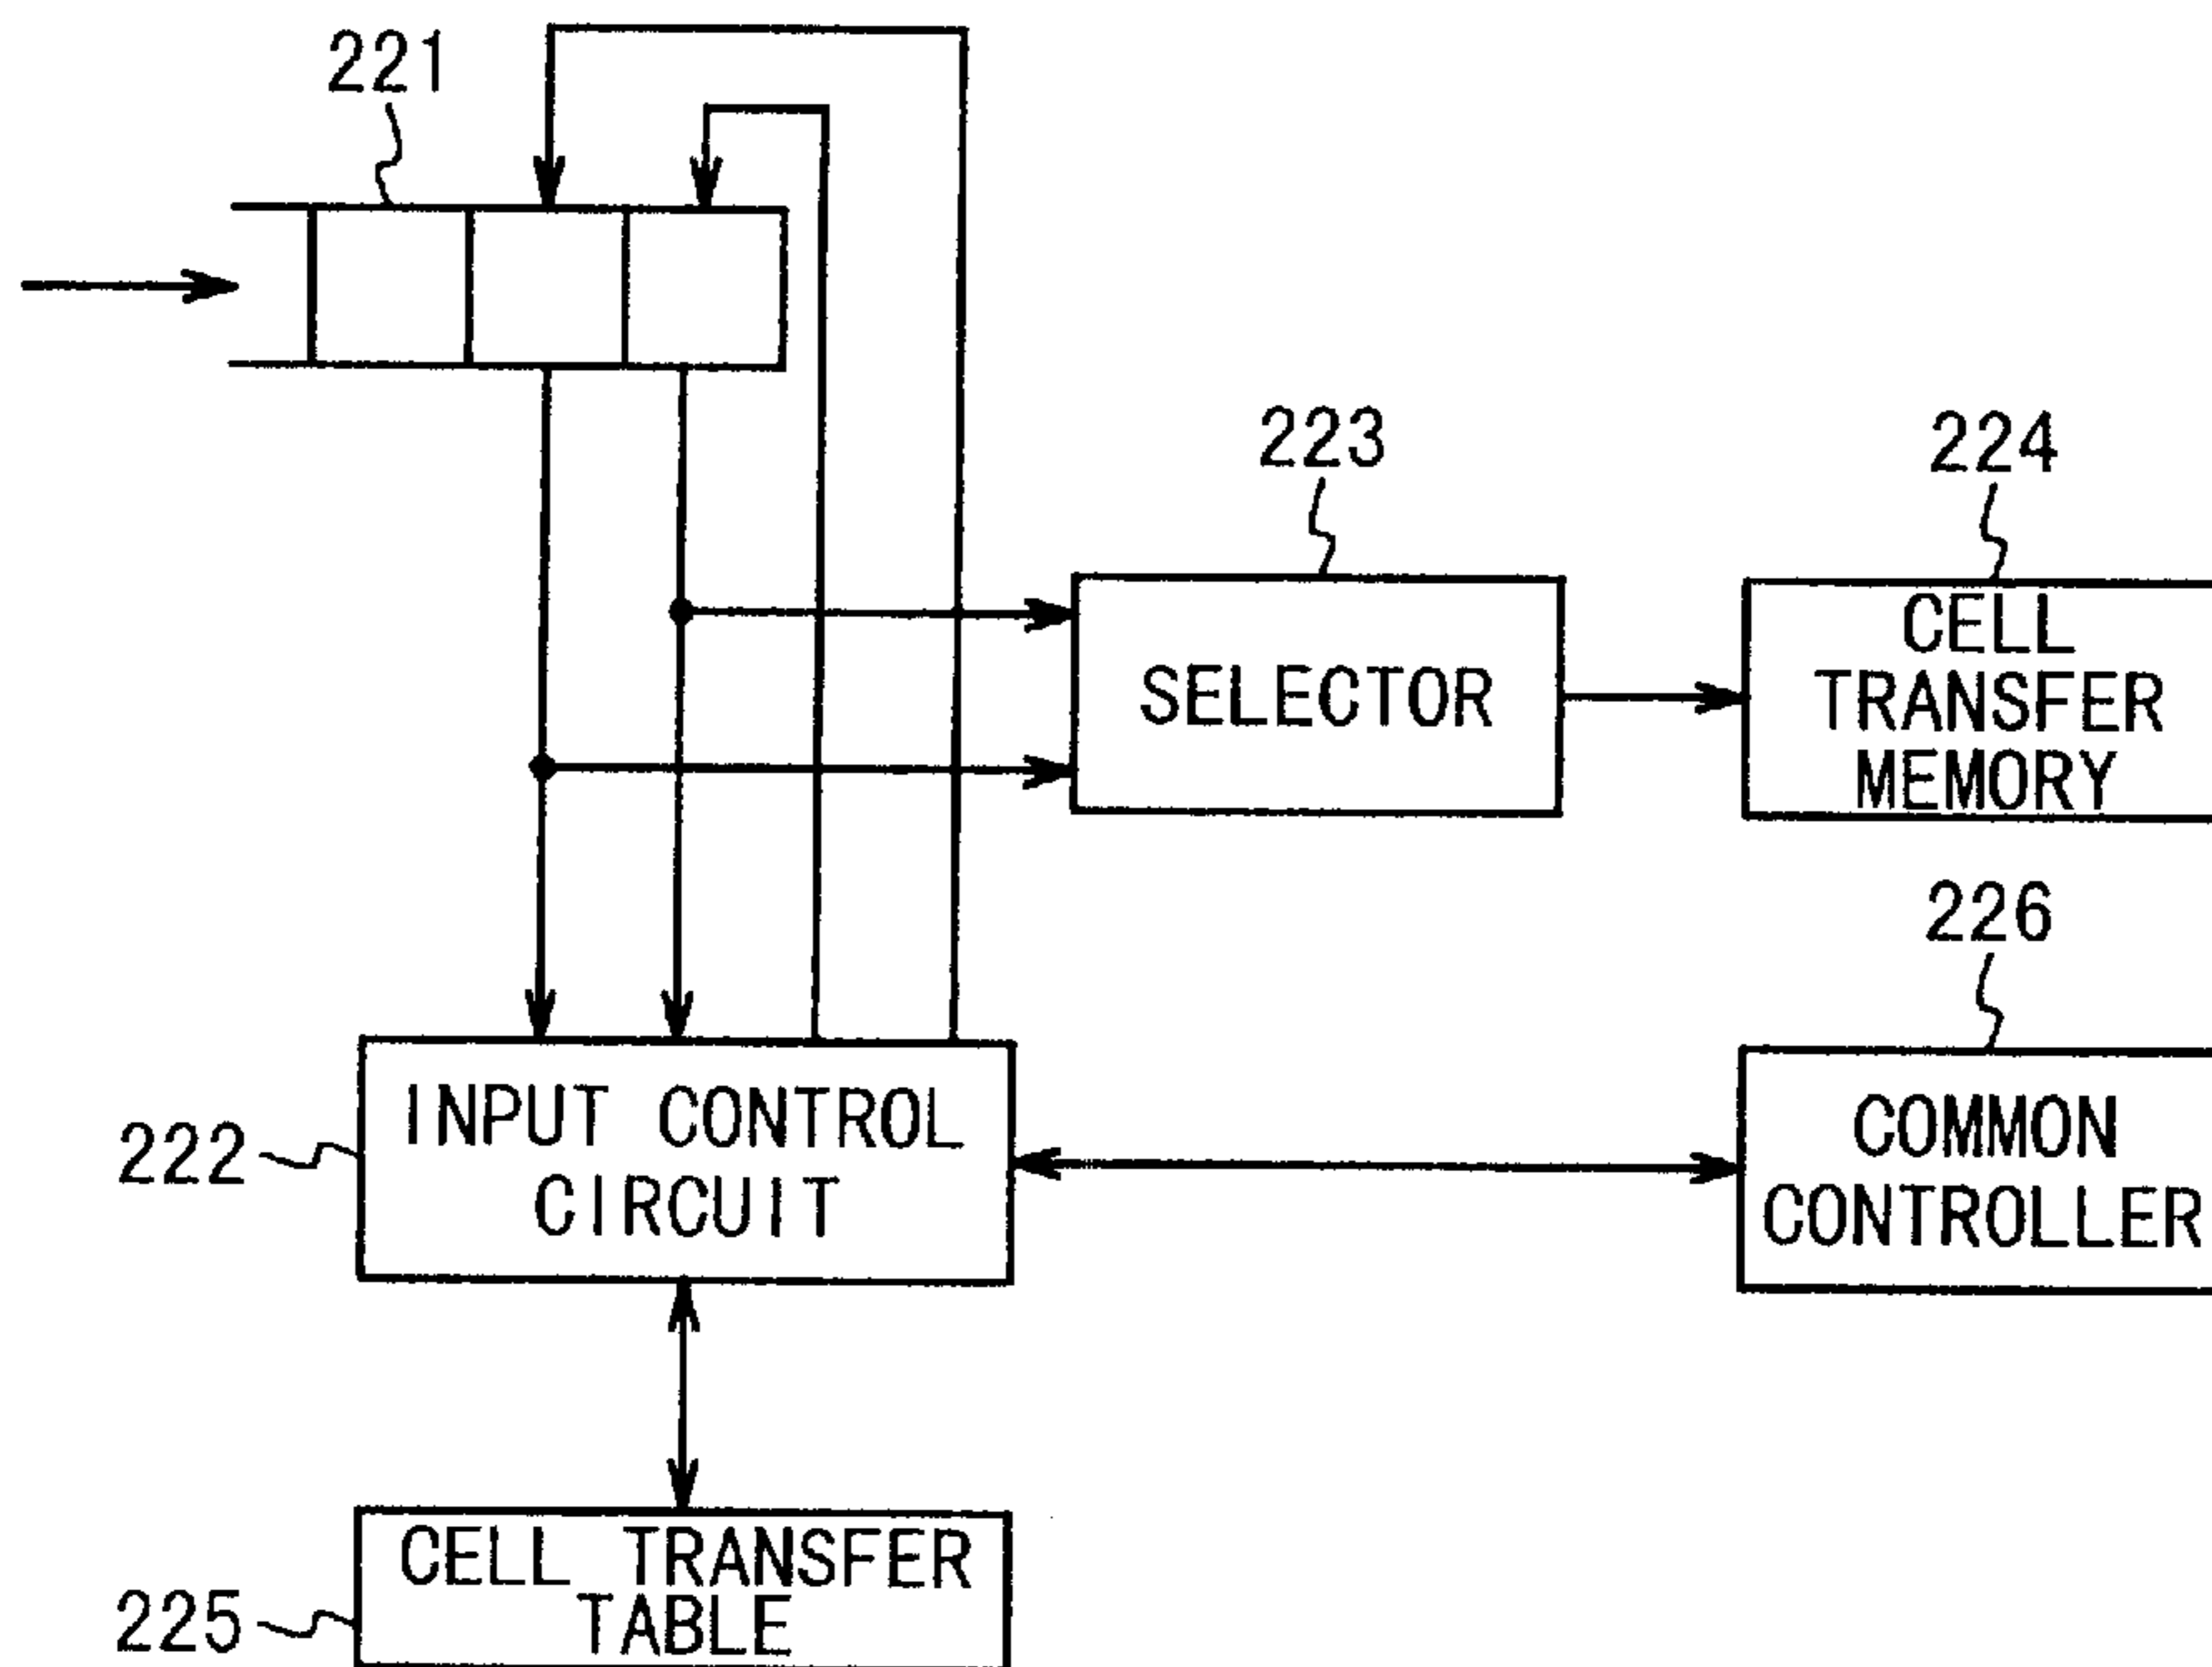 221
223
224
SELECTOR
CELL
TRANSFER
MEMORY
226
222
INPUT CONTROL
CIRCUIT
COMMON
CONTROLLER
225
CELL TRANSFER
TABLE